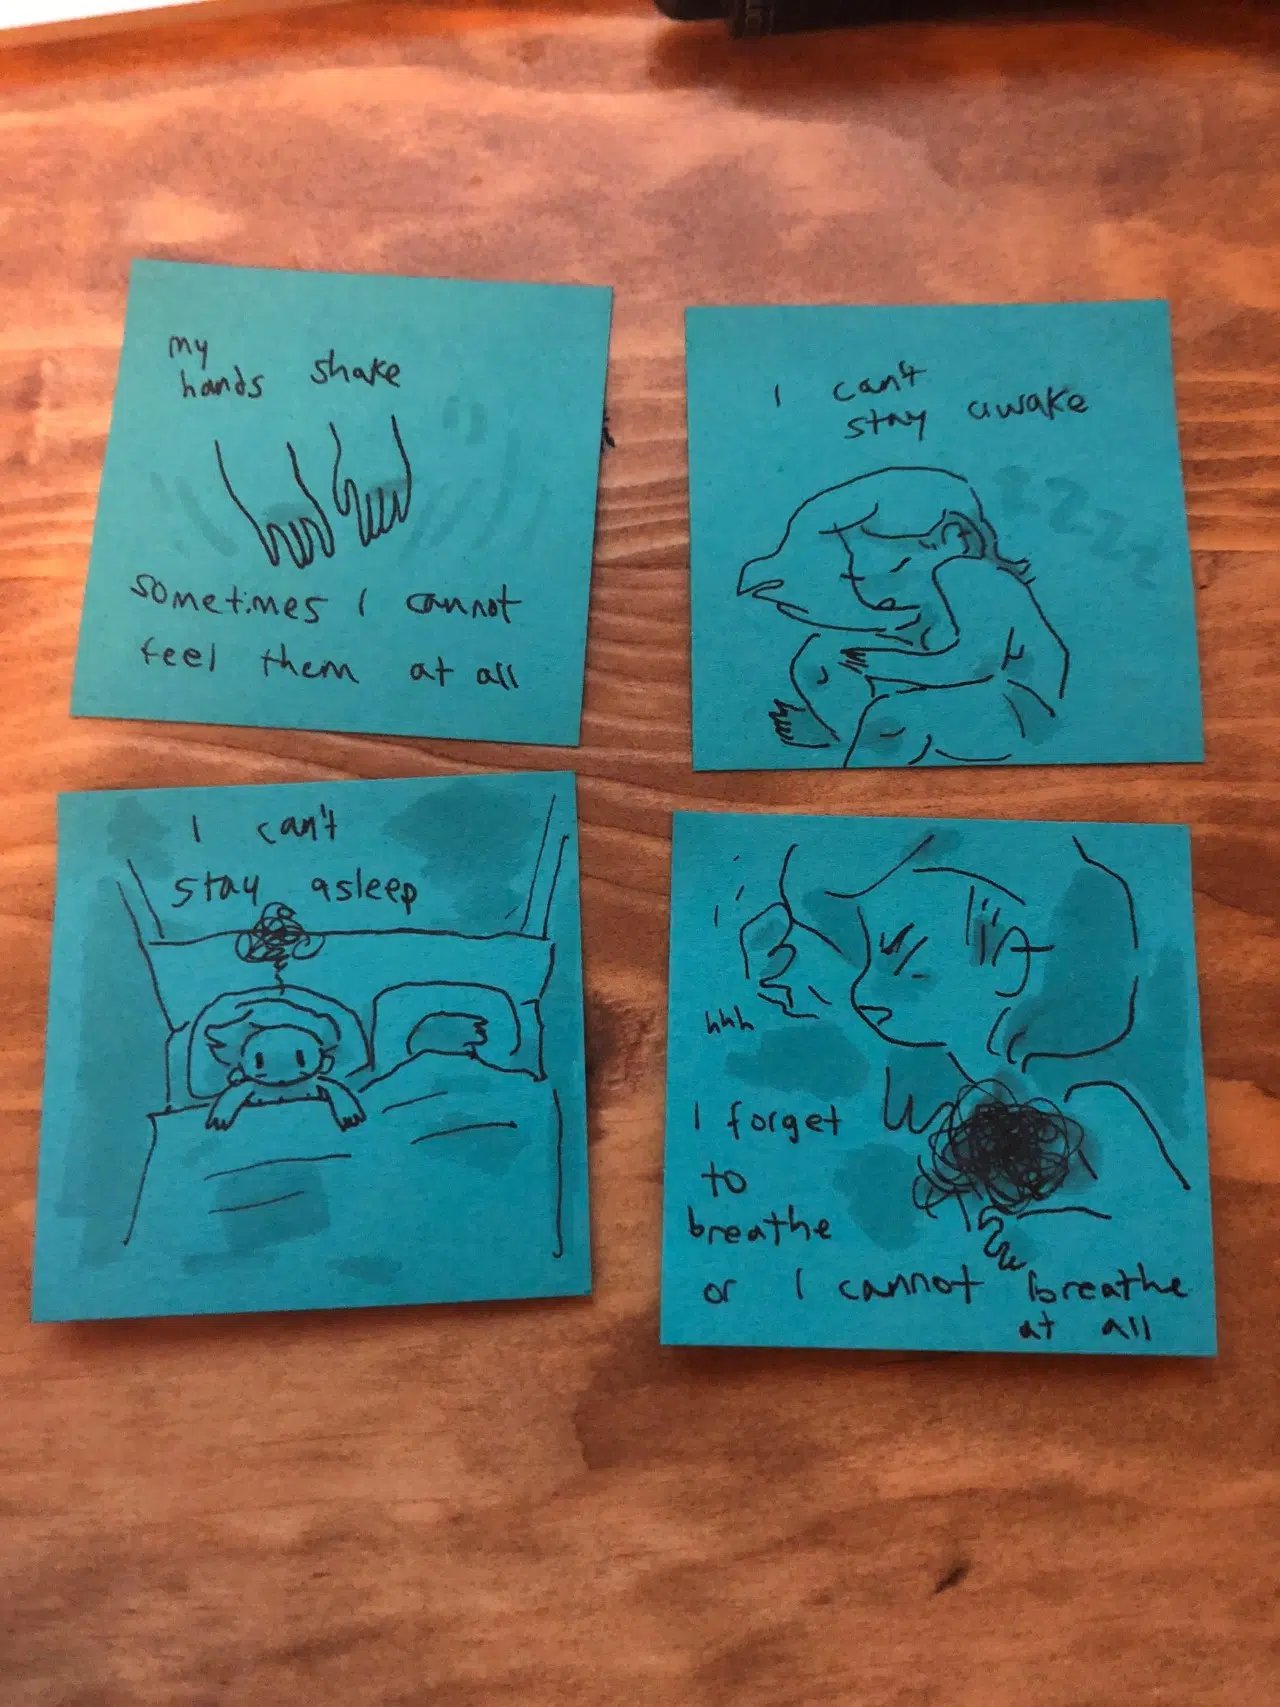 my
hands shake
sometimes I cannot
feel them at all
I can't
stay awake
zzzz
I can't
stay asleep
hhh
I forget
to
breathe
or I cannot breathe
at all